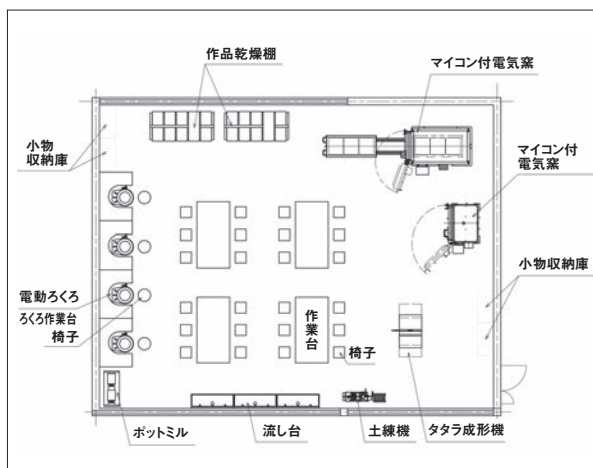 作品乾燥棚
マイコン付電気窯
小物
収納庫
マイコン付
電気窯
小物収納庫
電動ろくろ
ろくろ作業台
椅子
作業台
椅子
ポットミル
流し台
土練機
タタラ成形機